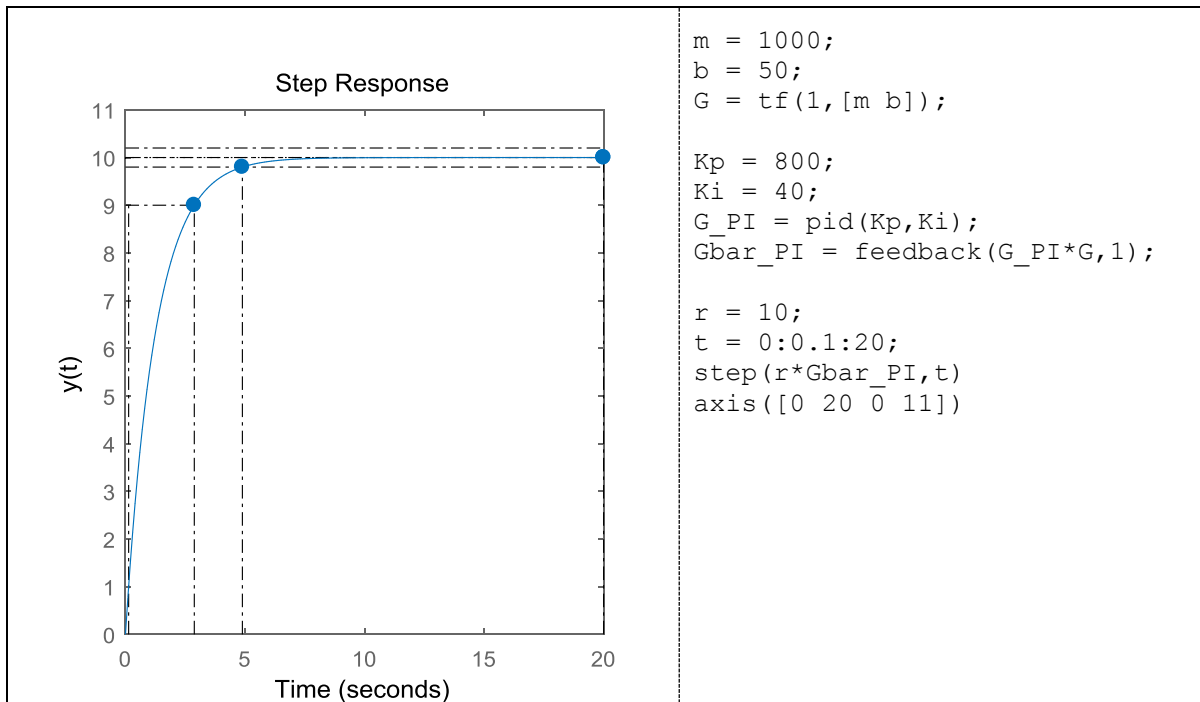 Step Response
11
10
9
8
7
6
5
4
3
2
1
0
y(t)
0 5 10 15 20
Time (seconds)
m = 1000;
b = 50;
G = tf(1,[m b]);
Kp = 800;
Ki = 40;
G_PI = pid(Kp,Ki);
Gbar_PI = feedback(G_PI*G,1);
r = 10;
t = 0:0.1:20;
step(r*Gbar_PI,t)
axis([0 20 0 11])